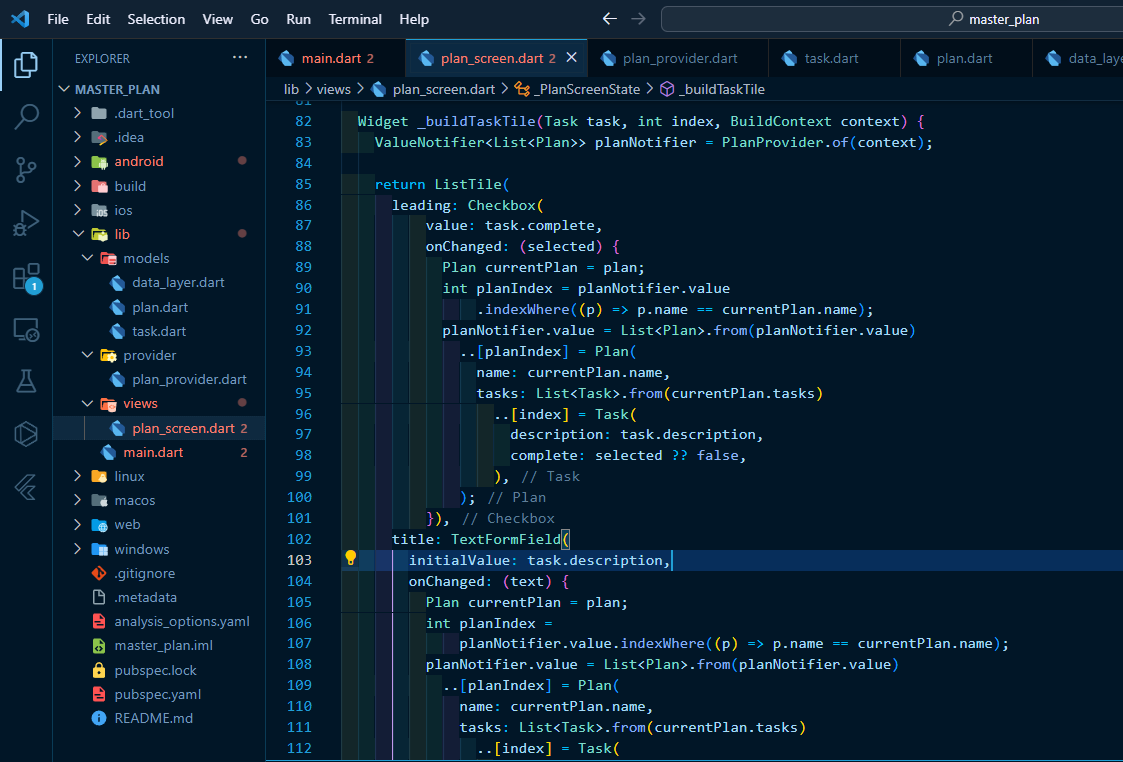 File Edit Selection View Go Run Terminal Help
master_plan
EXPLORER
main.dart 2
plan_screen.dart 2
plan_provider.dart
task.dart
plan.dart
lib > views > plan_screen.dart > _PlanScreenState > _buildTaskTile
MASTER_PLAN
.dart_tool
.idea
android
build
ios
lib
models
data_layer.dart
plan.dart
task.dart
provider
plan_provider.dart
views
plan_screen.dart 2
main.dart 2
linux
macos
web
windows
.gitignore
.metadata
analysis_options.yaml
master_plan.iml
pubspec.lock
pubspec.yaml
README.md
1
82 Widget _buildTaskTile(Task task, int index, BuildContext context) {
83 ValueNotifier<List<Plan>> planNotifier = PlanProvider.of(context);
84
85 return ListTile(
86 leading: Checkbox(
87 value: task.complete,
88 onChanged: (selected) {
89 Plan currentPlan = plan;
90 int planIndex = planNotifier.value
91 .indexWhere((p) => p.name == currentPlan.name);
92 planNotifier.value = List<Plan>.from(planNotifier.value)
93 ..[planIndex] = Plan(
94 name: currentPlan.name,
95 tasks: List<Task>.from(currentPlan.tasks)
96 ..[index] = Task(
97 description: task.description,
98 complete: selected ?? false,
99 ), // Task
100 ); // Plan
101 }), // Checkbox
102 title: TextFormField(
103 initialValue: task.description,
104 onChanged: (text) {
105 Plan currentPlan = plan;
106 int planIndex =
107 planNotifier.value.indexWhere((p) => p.name == currentPlan.name);
108 planNotifier.value = List<Plan>.from(planNotifier.value)
109 ..[planIndex] = Plan(
110 name: currentPlan.name,
111 tasks: List<Task>.from(currentPlan.tasks)
112 ..[index] = Task(